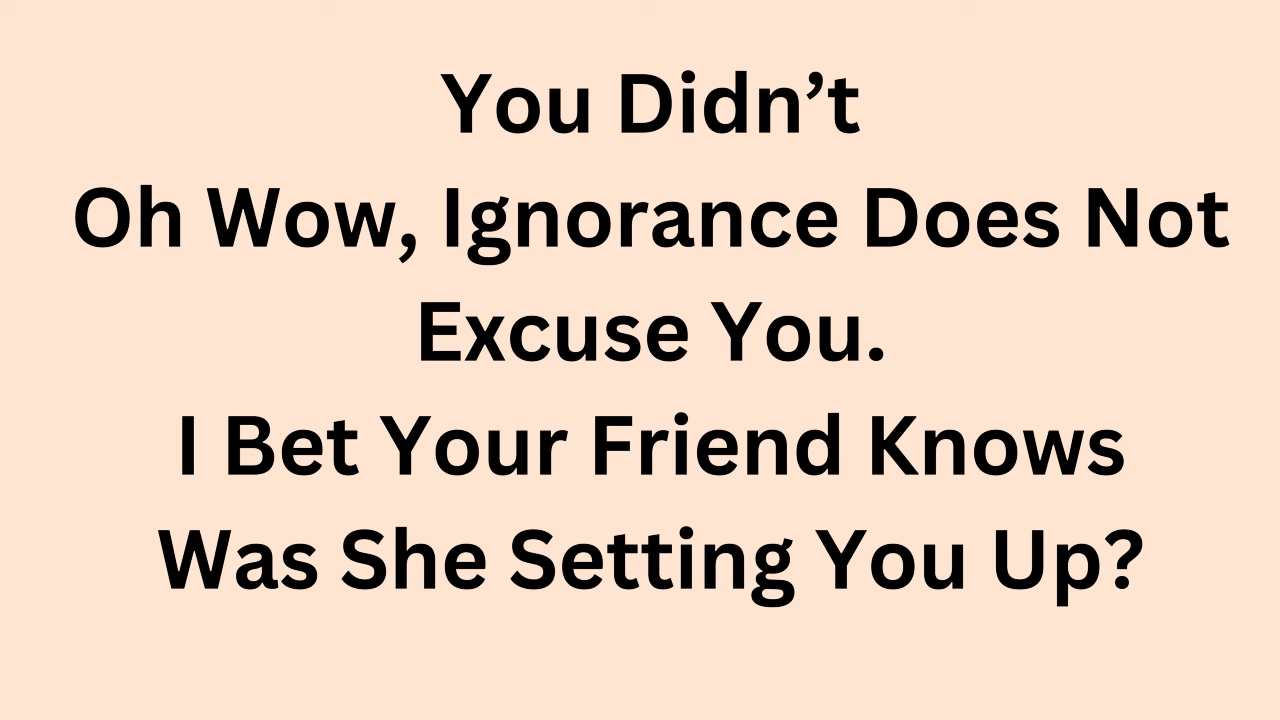 You Didn’t
Oh Wow, Ignorance Does Not
Excuse You.
I Bet Your Friend Knows
Was She Setting You Up?